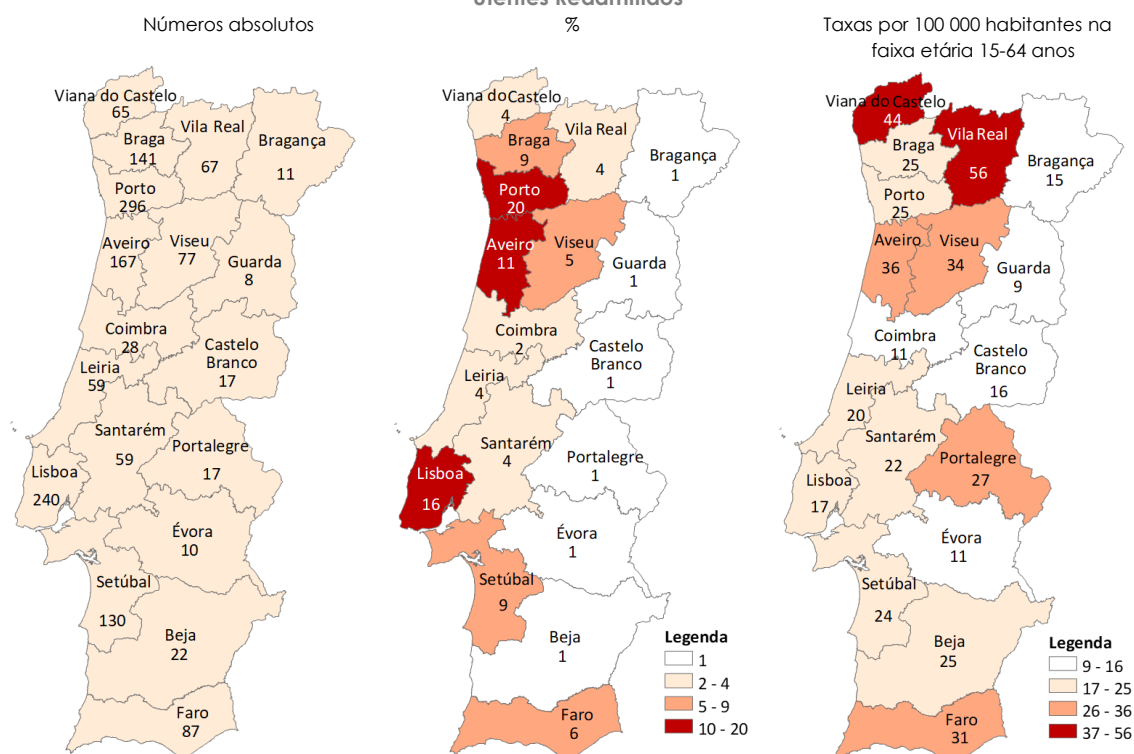 Utentes Readmitidos
Números absolutos
%
Taxas por 100 000 habitantes na
faixa etária 15-64 anos
Viana do Castelo
65
Braga
141
Vila Real
67
Bragança
11
Porto
296
Aveiro
167
Viseu
77
Guarda
8
Coimbra
28
Castelo
Branco
17
Leiria
59
Santarém
59
Portalegre
17
Lisboa
240
Évora
10
Setúbal
130
Beja
22
Faro
87
Viana do Castelo
4
Braga
9
Vila Real
4
Bragança
1
Porto
20
Aveiro
11
Viseu
5
Guarda
1
Coimbra
2
Castelo
Branco
1
Leiria
4
Santarém
4
Portalegre
1
Lisboa
16
Évora
1
Setúbal
9
Beja
1
Faro
6
Legenda
1
2 - 4
5 - 9
10 - 20
Viana do Castelo
44
Braga
25
Vila Real
56
Bragança
15
Porto
25
Aveiro
36
Viseu
34
Guarda
9
Coimbra
11
Castelo
Branco
16
Leiria
20
Santarém
22
Portalegre
27
Lisboa
17
Évora
11
Setúbal
24
Beja
25
Faro
31
Legenda
9 - 16
17 - 25
26 - 36
37 - 56